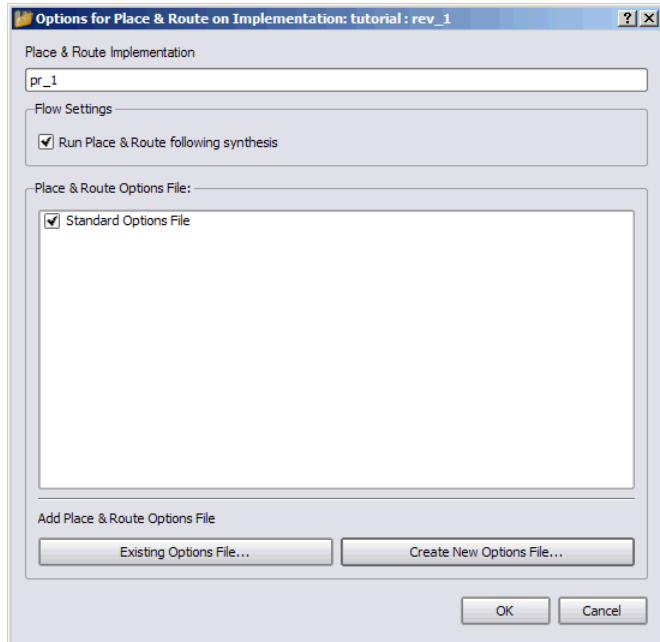 Options for Place & Route on Implementation: tutorial : rev_1
Place & Route Implementation
pr_1
Flow Settings
Run Place & Route following synthesis
Place & Route Options File:
Standard Options File
Add Place & Route Options File
Existing Options File...
Create New Options File...
OK
Cancel